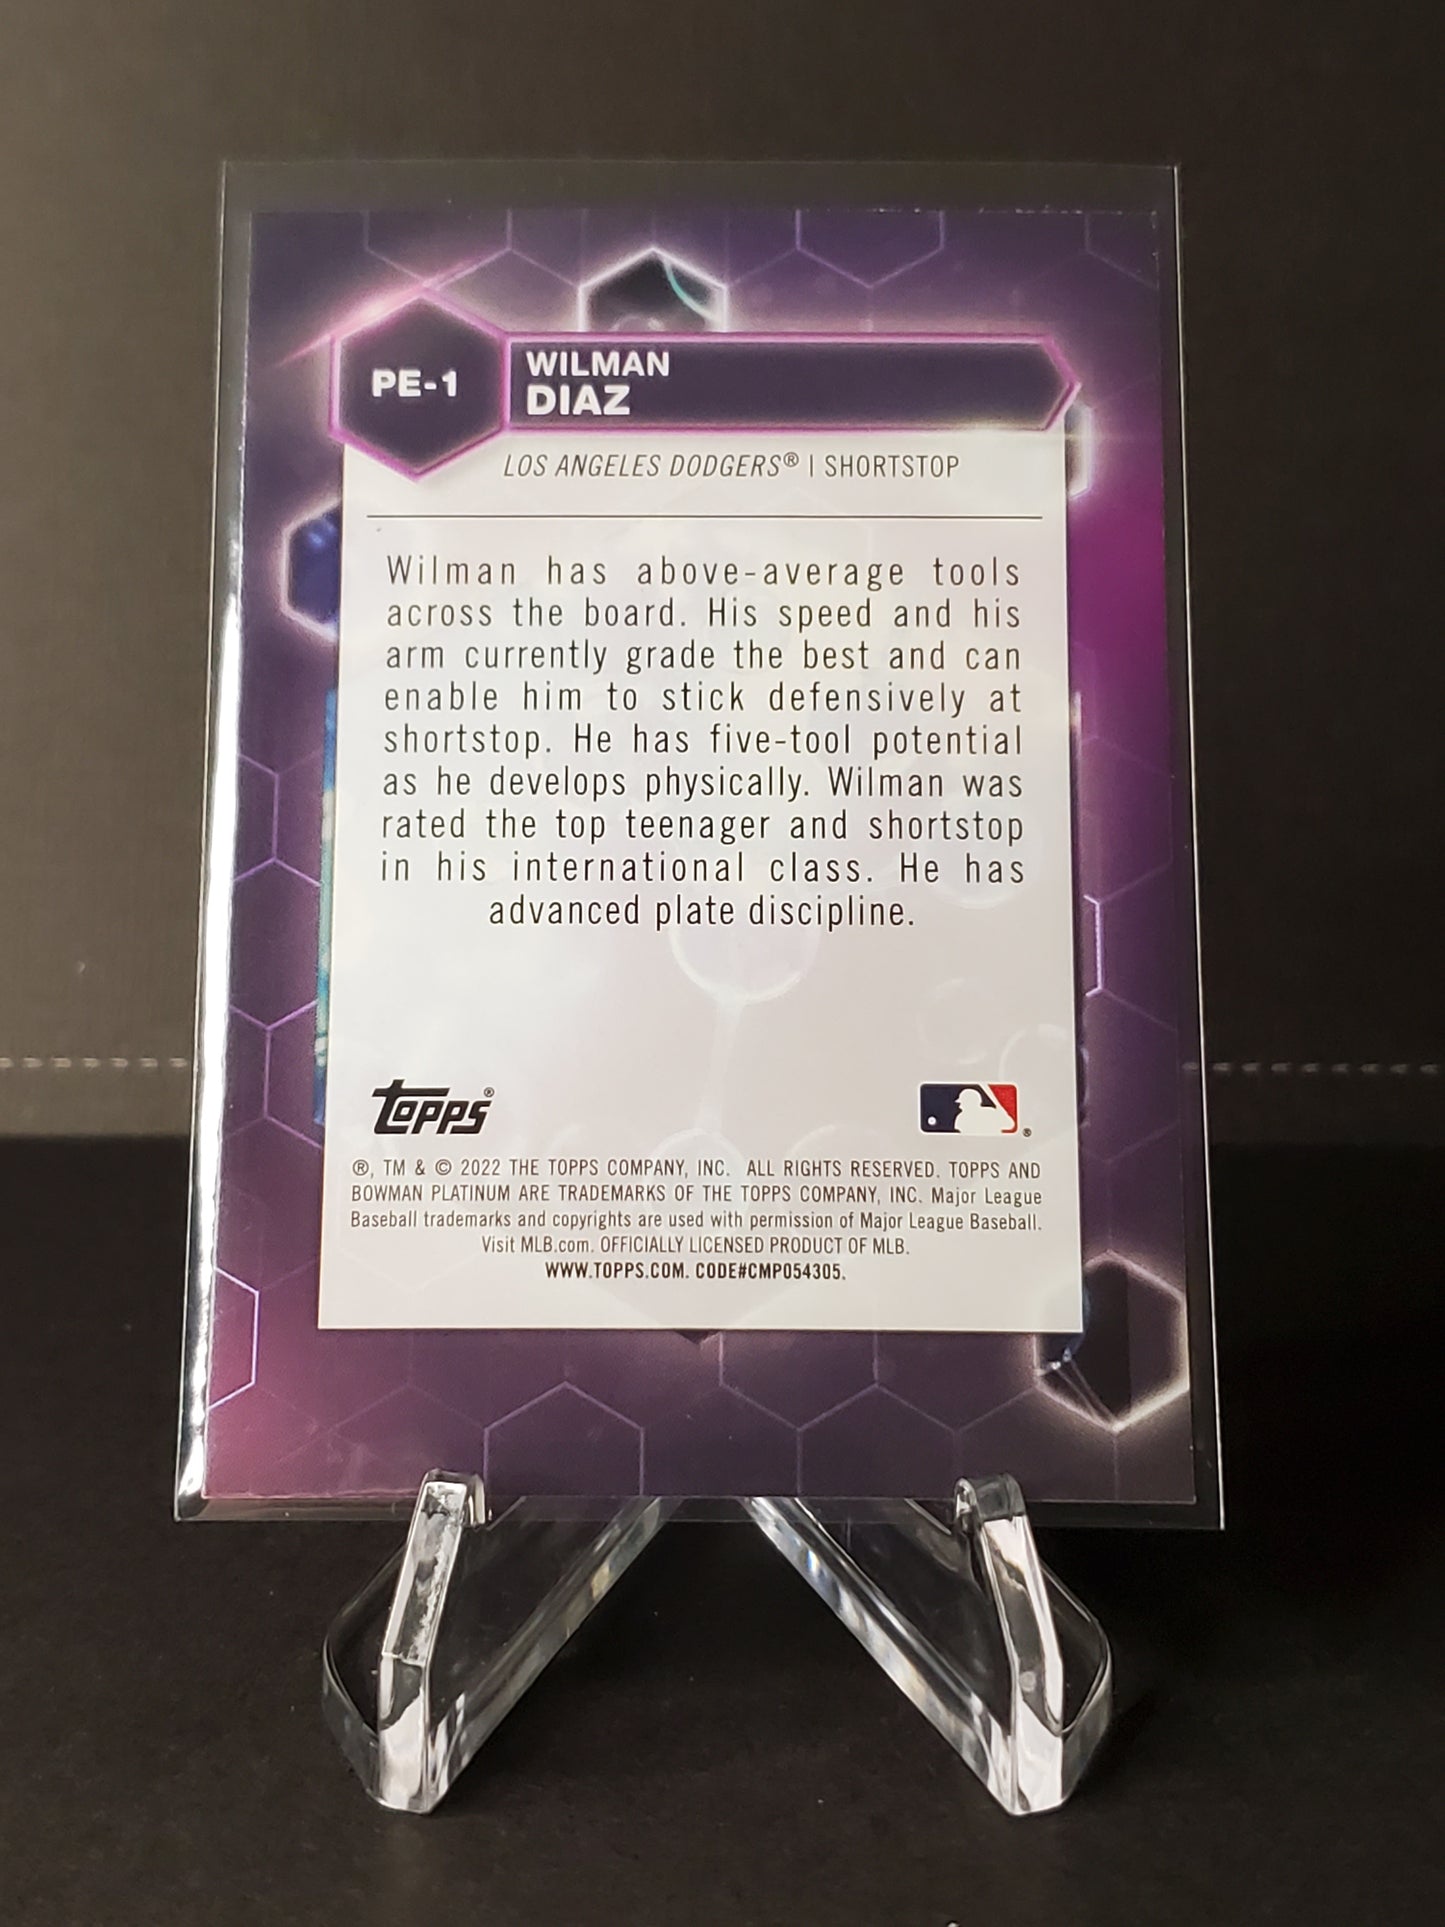 PE-1
WILMAN
DIAZ
LOS ANGELES DODGERS® | SHORTSTOP
Wilman has above-average tools
across the board. His speed and his
arm currently grade the best and can
enable him to stick defensively at
shortstop. He has five-tool potential
as he develops physically. Wilman was
rated the top teenager and shortstop
in his international class. He has
advanced plate discipline.
TOPPS®
®, TM & © 2022 THE TOPPS COMPANY, INC. ALL RIGHTS RESERVED. TOPPS AND
BOWMAN PLATINUM ARE TRADEMARKS OF THE TOPPS COMPANY, INC. Major League
Baseball trademarks and copyrights are used with permission of Major League Baseball.
Visit MLB.com. OFFICIALLY LICENSED PRODUCT OF MLB.
WWW.TOPPS.COM. CODE#CMP054305.